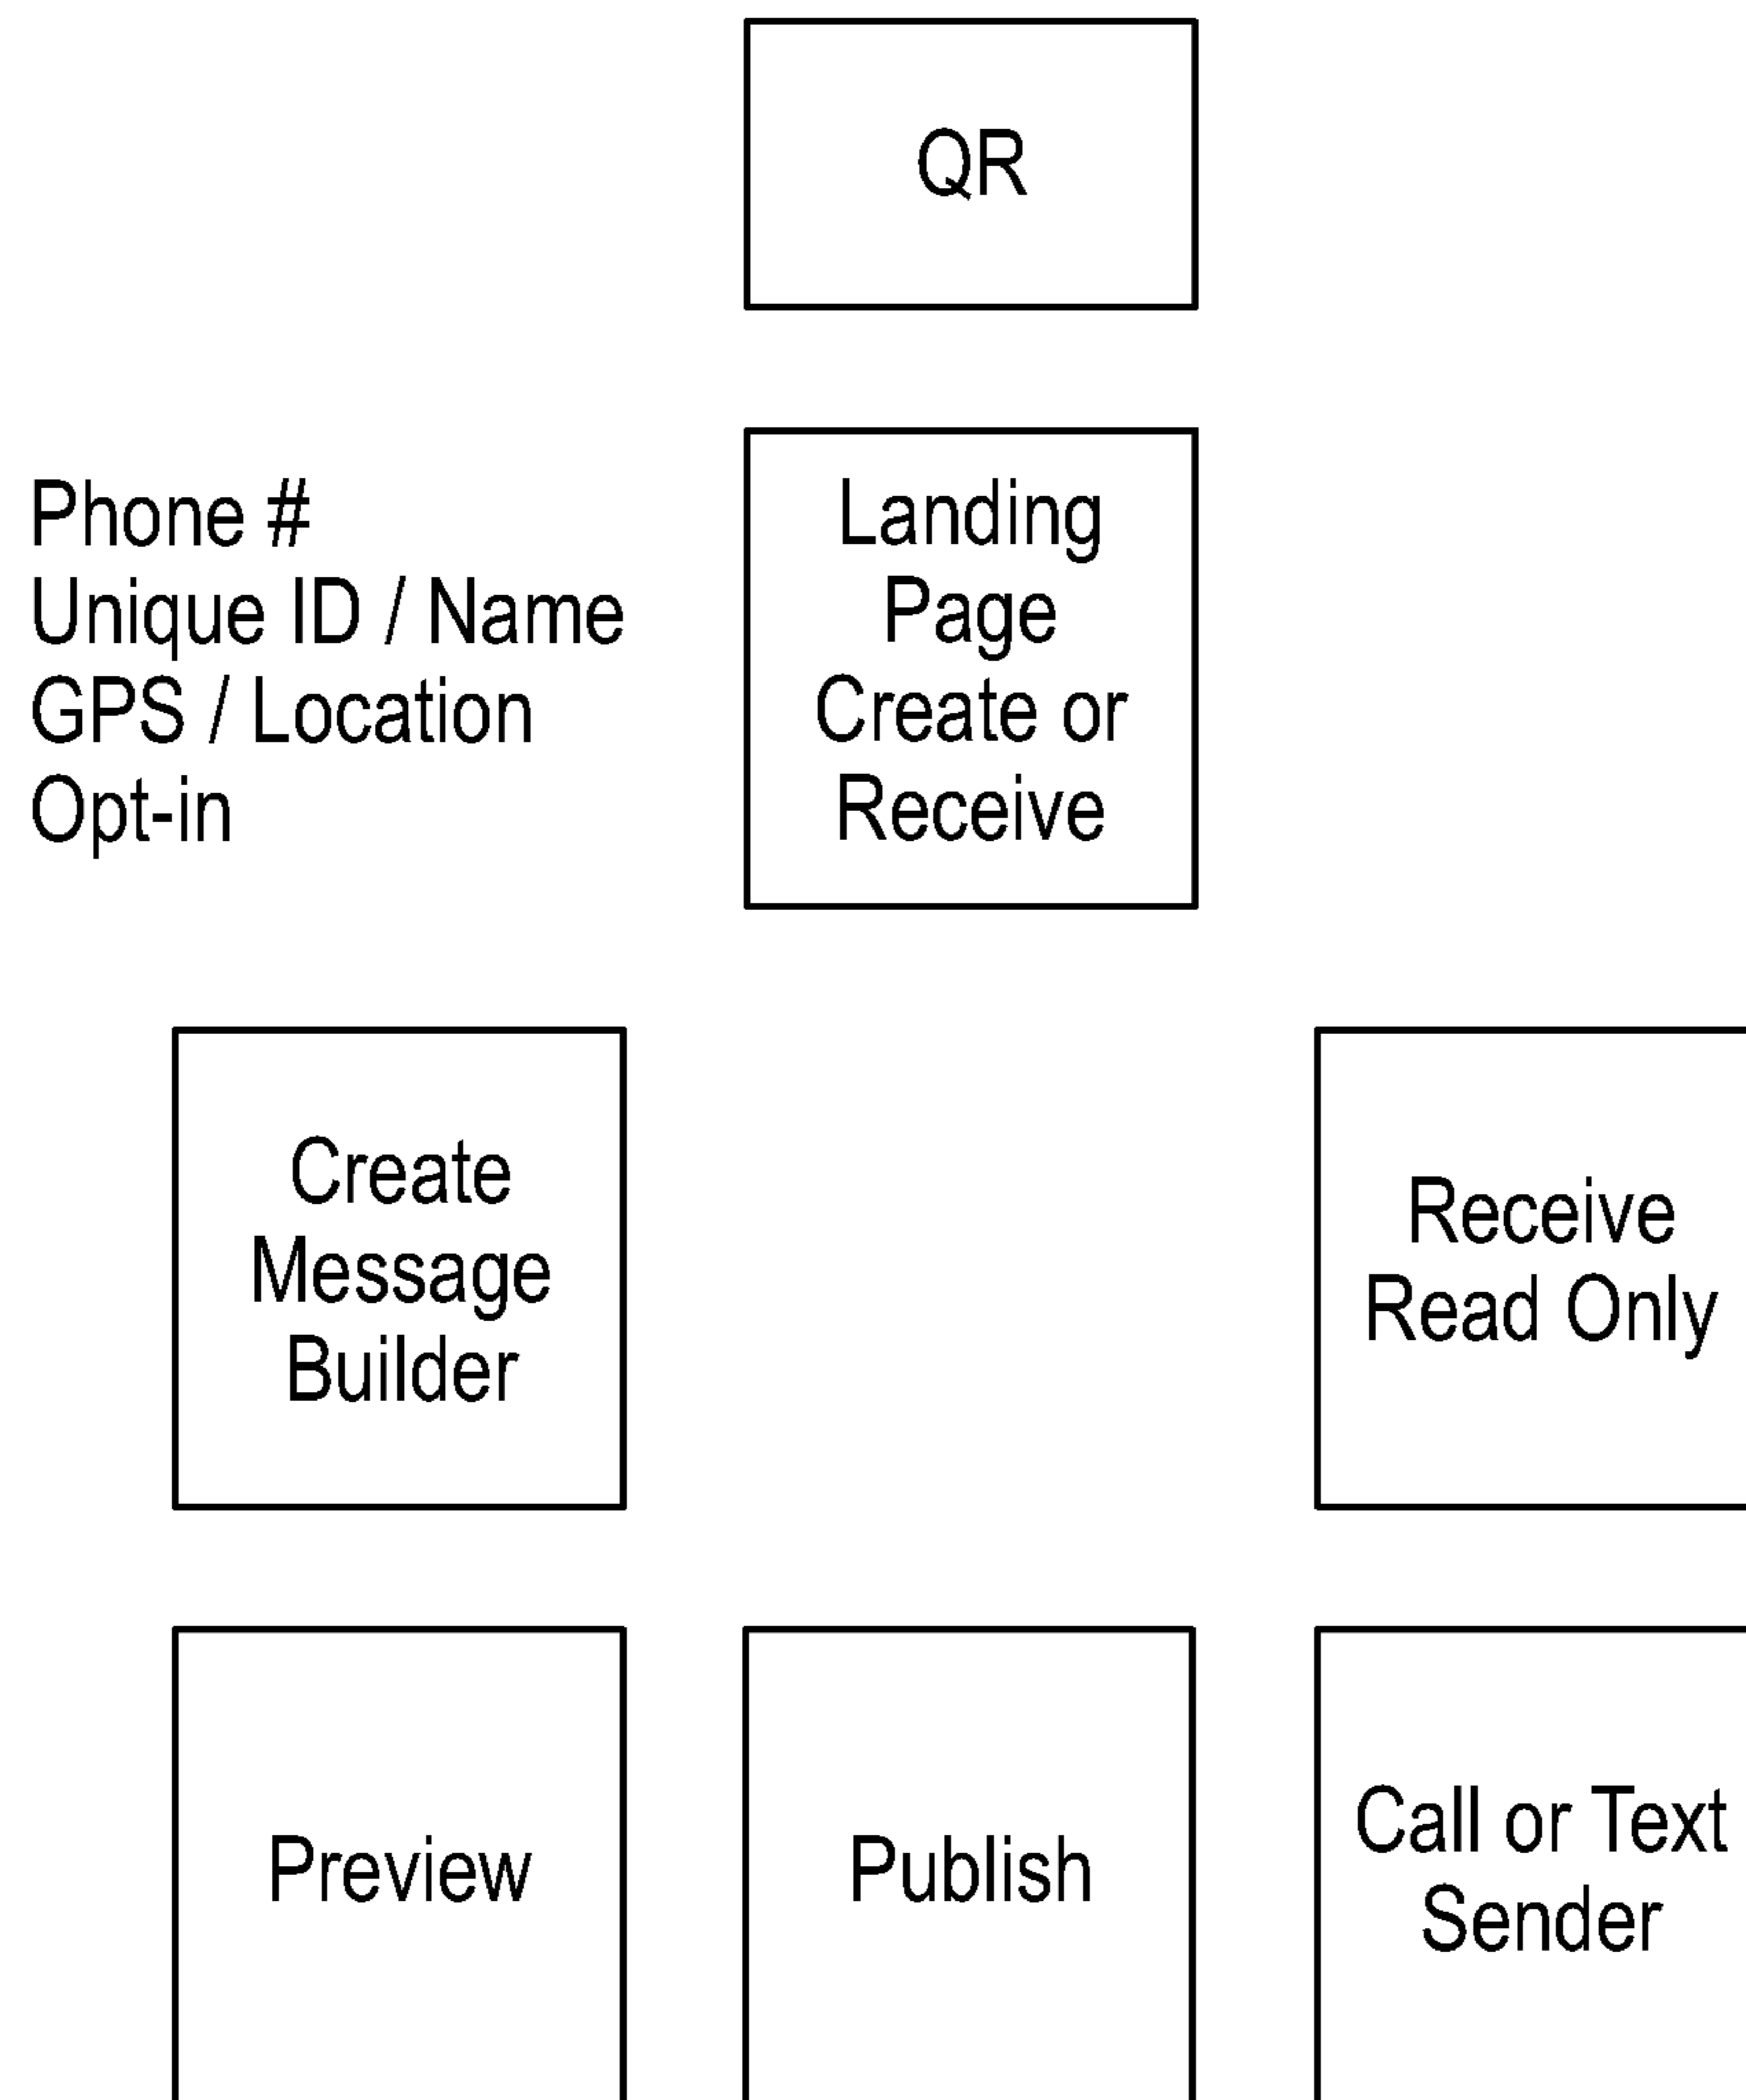 QR
Phone #
Unique ID / Name
GPS / Location
Opt-in
Landing
Page
Create or
Receive
Create
Message
Builder
Receive
Read Only
Preview
Publish
Call or Text
Sender